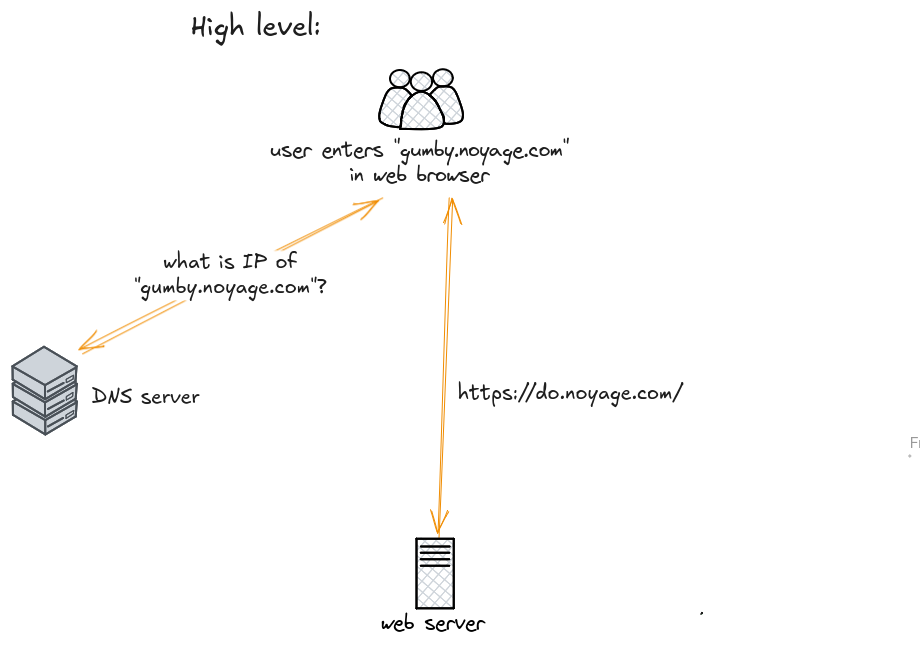 High level:
user enters "gumby.noyage.com"
in web browser
what is IP of
"gumby.noyage.com"?
DNS server
https://do.noyage.com/
Fr
web server